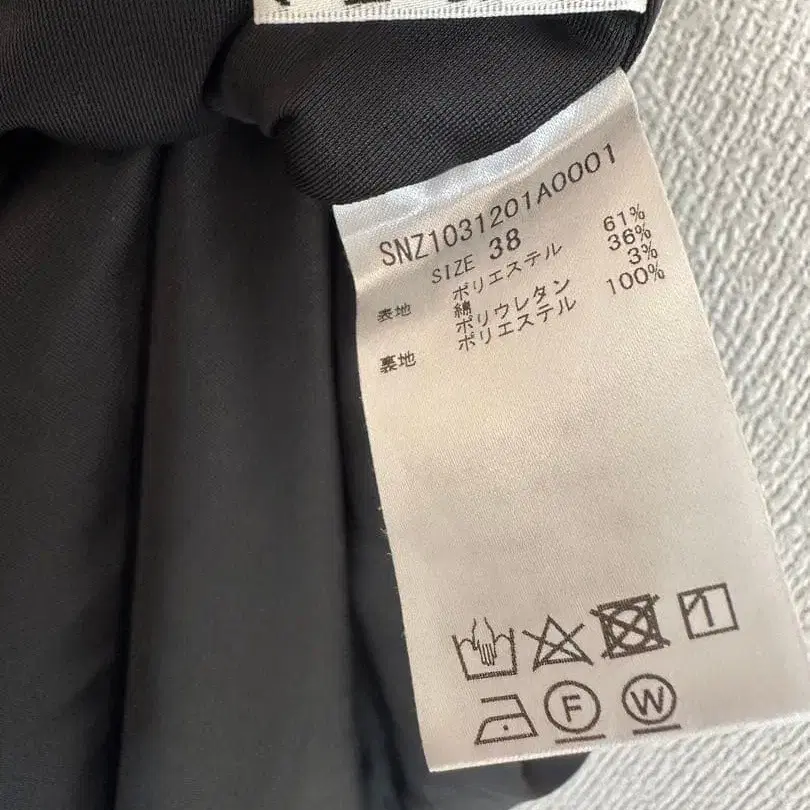 SNZ1031201A0001
SIZE 38
表地 ポリエステル 61%
綿 36%
ポリウレタン 3%
裏地 ポリエステル 100%
F W